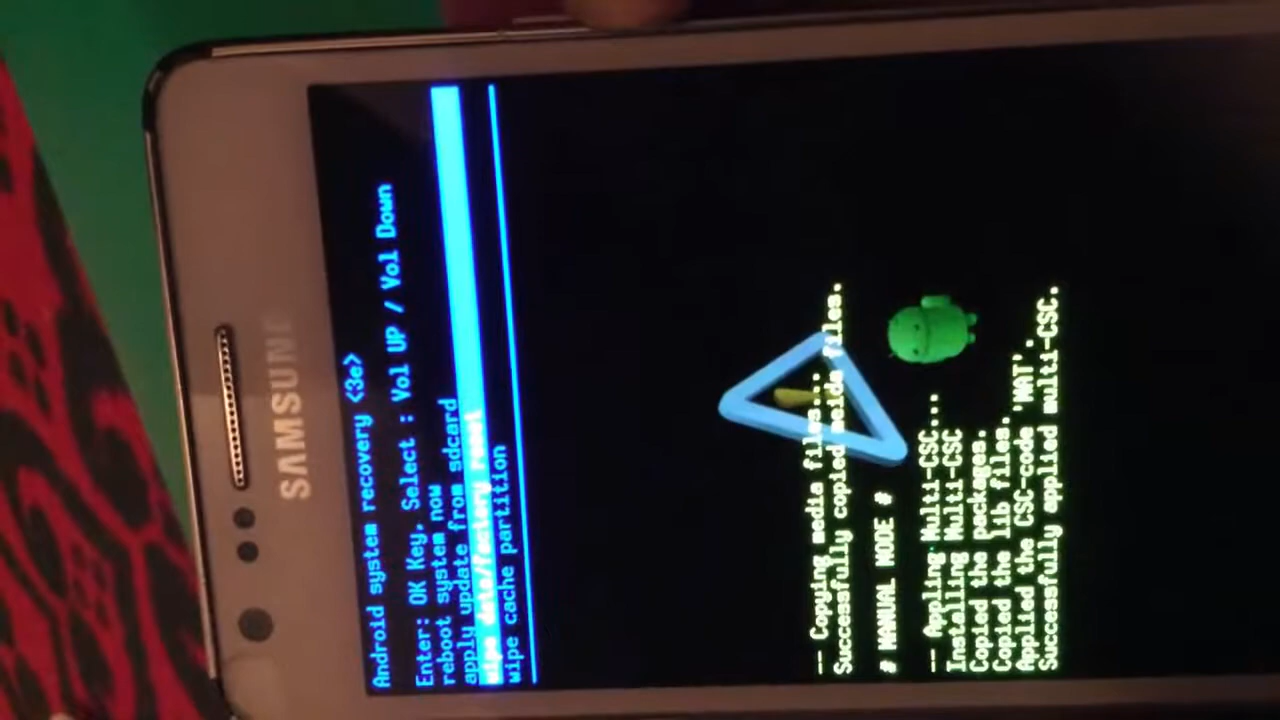 SAMSUNG
Android system recovery <3e>
Enter: OK Key, Select : Vol UP / Vol Down
reboot system now
apply update from sdcard
wipe data/factory reset
wipe cache partition
-- Copying media files...
Successfully copied meida files.
# MANUAL MODE #
-- Appling Multi-CSC...
Installing Multi-CSC
Copied the packages.
Copied the lib files.
Applied the CSC-code 'MAT'.
Successfully applied multi-CSC.